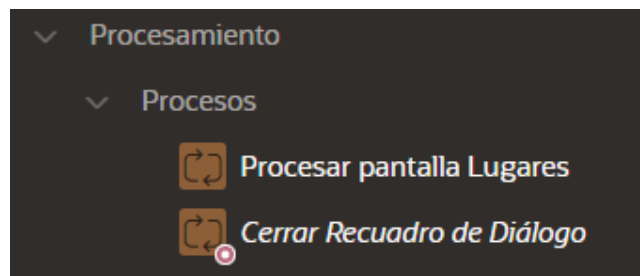 Procesamiento
Procesos
Procesar pantalla Lugares
Cerrar Recuadro de Diálogo